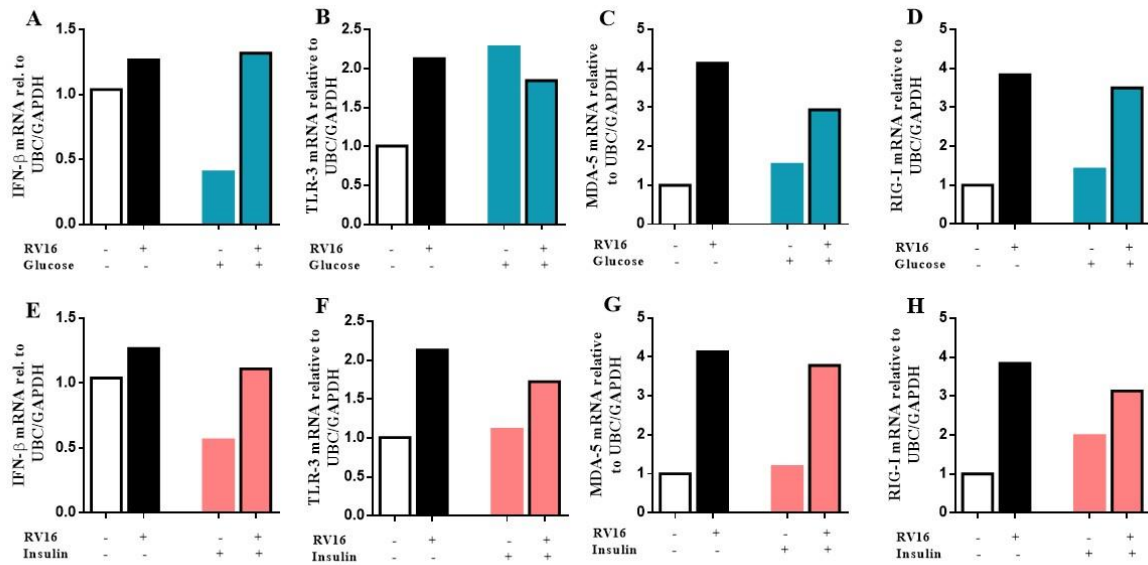 A
IFN-β mRNA rel. to
UBC/GAPDH
1.5
1.0
0.5
0.0
RV16 - + +
Glucose - + +
B
TLR-3 mRNA relative to
UBC/GAPDH
2.5
2.0
1.5
1.0
0.5
0.0
RV16 - + +
Glucose - + +
C
MDA-5 mRNA relative
to UBC/GAPDH
5
4
3
2
1
0
RV16 - + +
Glucose - + +
D
RIG-I mRNA relative to
UBC/GAPDH
5
4
3
2
1
0
RV16 - + +
Glucose - + +
E
IFN-β mRNA rel. to
UBC/GAPDH
1.5
1.0
0.5
0.0
RV16 - + +
Insulin - + +
F
TLR-3 mRNA relative to
UBC/GAPDH
2.5
2.0
1.5
1.0
0.5
0.0
RV16 - + +
Insulin - + +
G
MDA-5 mRNA relative
to UBC/GAPDH
5
4
3
2
1
0
RV16 - + +
Insulin - + +
H
RIG-I mRNA relative to
UBC/GAPDH
5
4
3
2
1
0
RV16 - + +
Insulin - + +